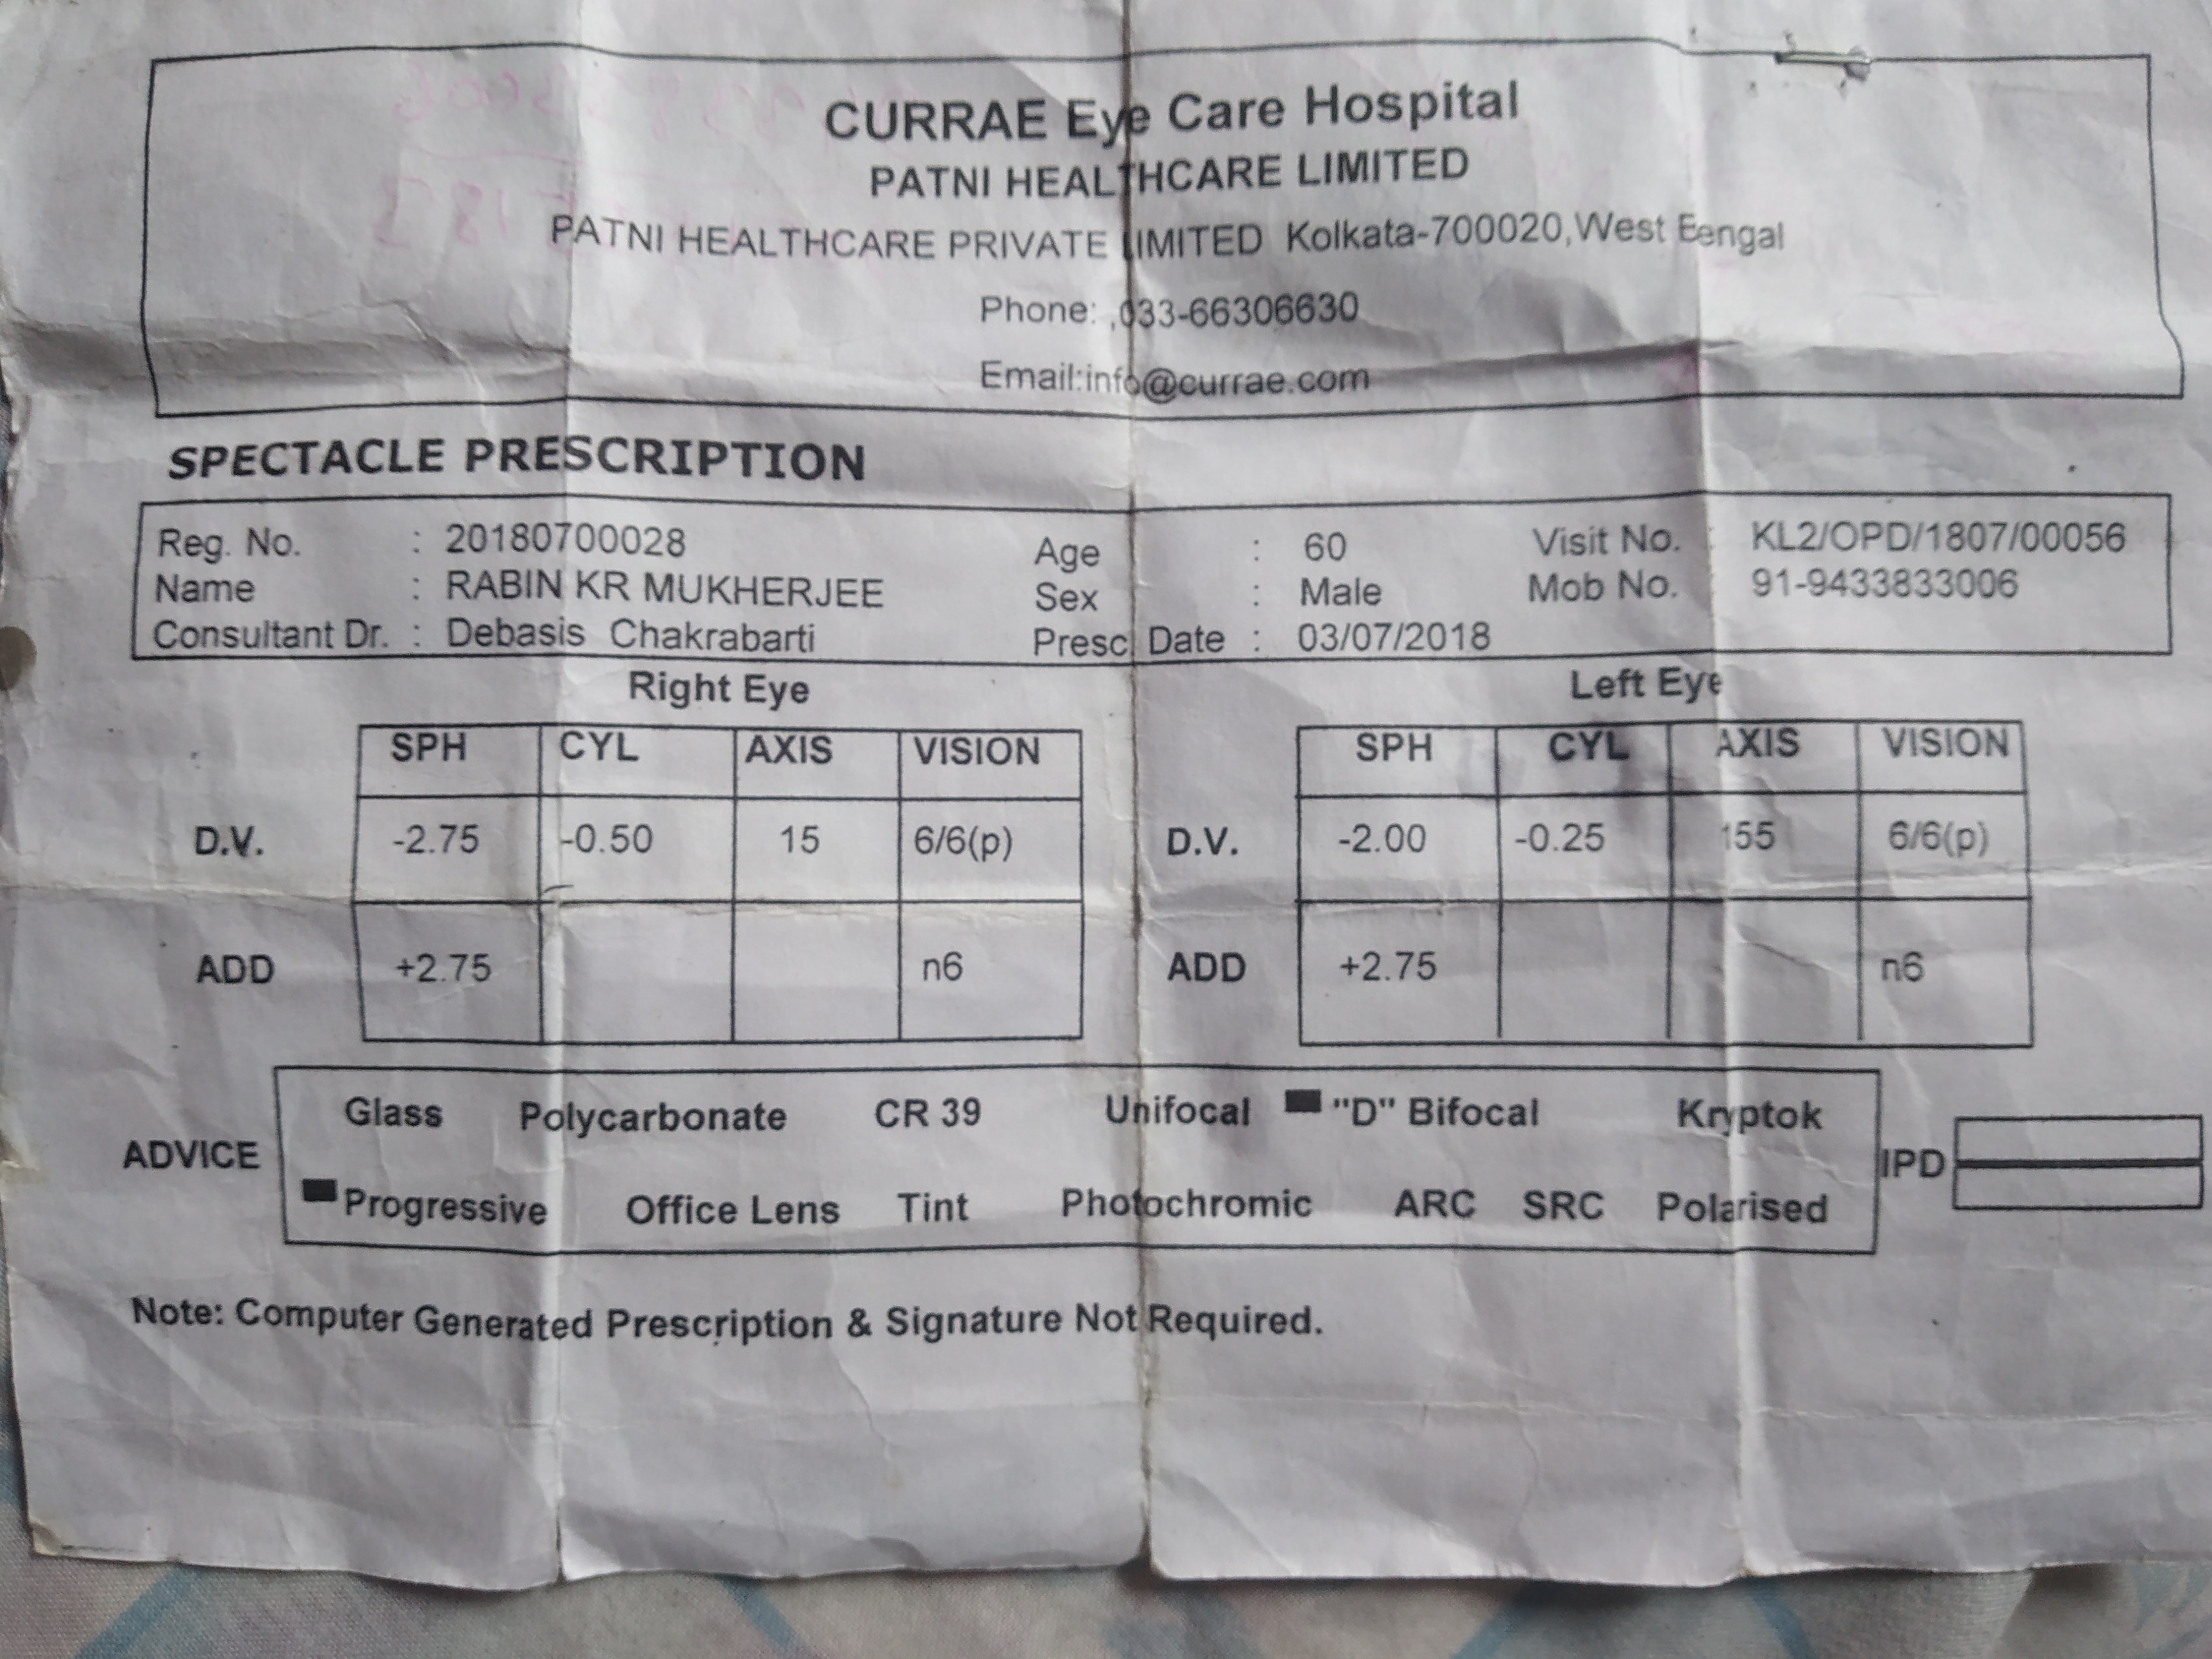 CURRAE Eye Care Hospital
PATNI HEALTHCARE LIMITED
PATNI HEALTHCARE PRIVATE LIMITED Kolkata-700020,West Bengal
Phone: ,033-66306630
Email:info@currae.com
SPECTACLE PRESCRIPTION
Reg. No. : 20180700028 Age : 60 Visit No. : KL2/OPD/1807/00056
Name : RABIN KR MUKHERJEE Sex : Male Mob No. 91-9433833006
Consultant Dr. : Debasis Chakrabarti Presc. Date : 03/07/2018
Right Eye Left Eye
SPH CYL AXIS VISION SPH CYL AXIS VISION
D.V. -2.75 -0.50 15 6/6(p) D.V. -2.00 -0.25 155 6/6(p)
ADD +2.75 n6 ADD +2.75 n6
Glass Polycarbonate CR 39 Unifocal "D" Bifocal Kryptok
ADVICE IPD
Progressive Office Lens Tint Photochromic ARC SRC Polarised
Note: Computer Generated Prescription & Signature Not Required.